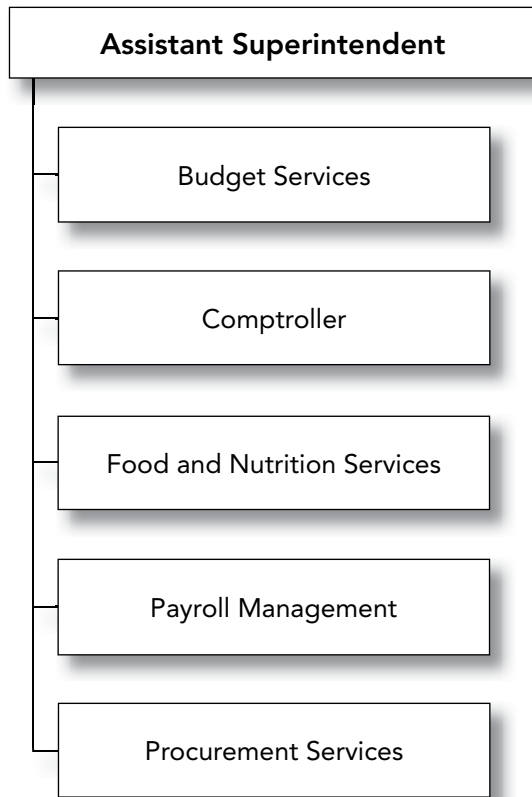 Assistant Superintendent
Budget Services
Comptroller
Food and Nutrition Services
Payroll Management
Procurement Services